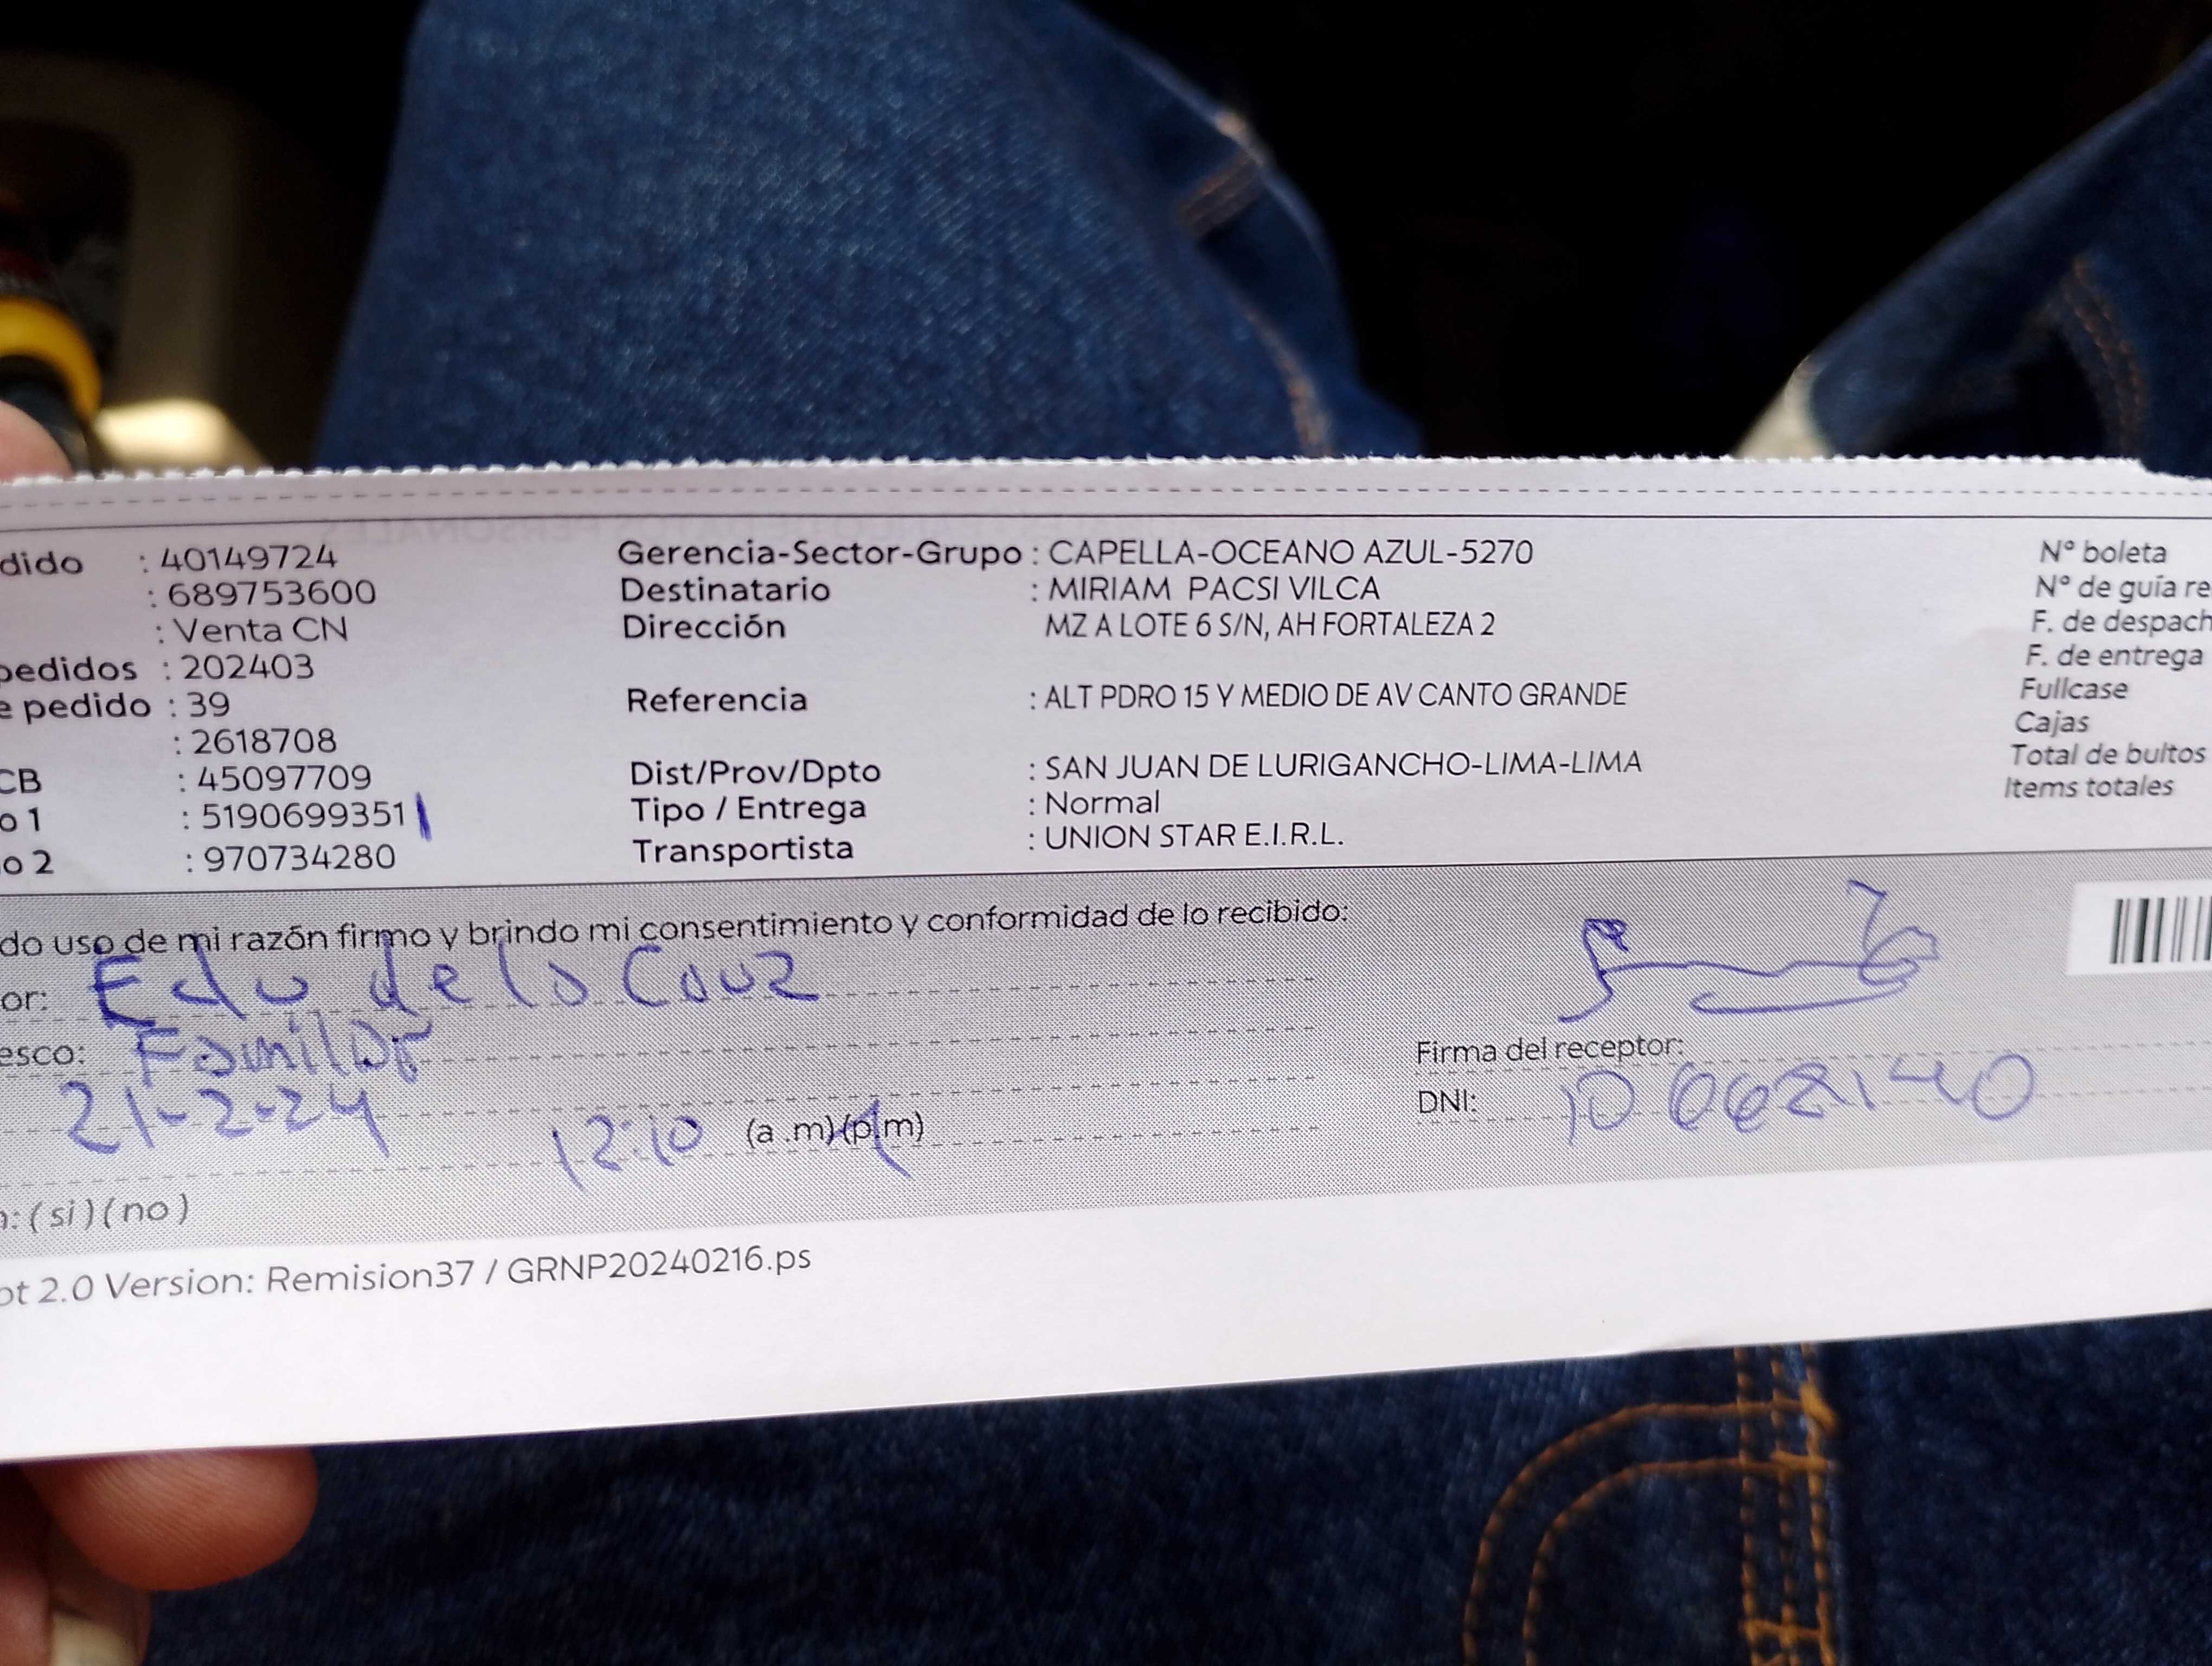 dido : 40149724 Gerencia-Sector-Grupo : CAPELLA-OCEANO AZUL-5270 N° boleta
: 689753600 Destinatario : MIRIAM PACSI VILCA N° de guía re
: Venta CN Dirección MZ A LOTE 6 S/N, AH FORTALEZA 2 F. de despach
pedidos : 202403 F. de entrega
e pedido : 39 Referencia : ALT PDRO 15 Y MEDIO DE AV CANTO GRANDE Fullcase
: 2618708 Cajas
CB : 45097709 Dist/Prov/Dpto : SAN JUAN DE LURIGANCHO-LIMA-LIMA Total de bultos
o 1 : 5190699351 Tipo / Entrega : Normal Items totales
o 2 : 970734280 Transportista : UNION STAR E.I.R.L.
do uso de mi razón firmo y brindo mi consentimiento y conformidad de lo recibido:
or: Edu de la Cruz
esco: Familiar Firma del receptor:
21-2-24 12:10 (a .m) (p.m) DNI: 10068140
n: (si) (no)
pt 2.0 Version: Remision37 / GRNP20240216.ps